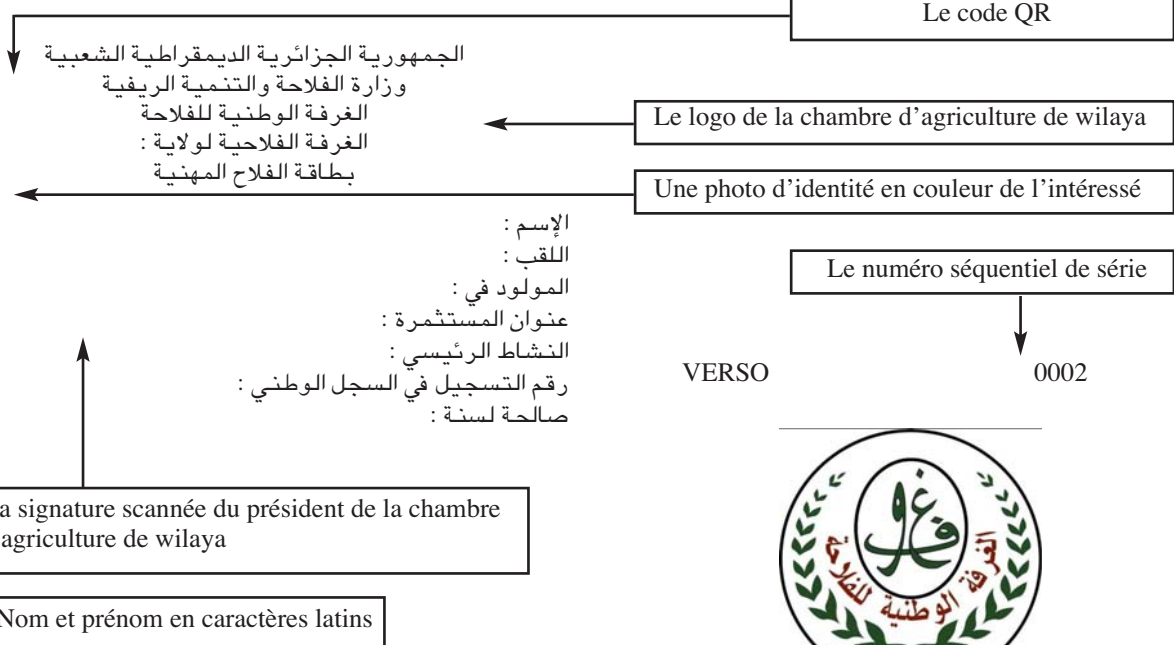 Le code QR
الجمهورية الجزائرية الديمقراطية الشعبية
وزارة الفلاحة والتنمية الريفية
الغرفة الوطنية للفلاحة
الغرفة الفلاحية لولاية :
بطاقة الفلاح المهنية
Le logo de la chambre d’agriculture de wilaya
Une photo d’identité en couleur de l’intéressé
الإسم :
اللقب :
المولود في :
عنوان المستثمرة :
النشاط الرئيسي :
رقم التسجيل في السجل الوطني :
صالحة لسنة :
Le numéro séquentiel de série
VERSO 0002
a signature scannée du président de la chambre
agriculture de wilaya
Nom et prénom en caractères latins
الغرفة الوطنية للفلاحة